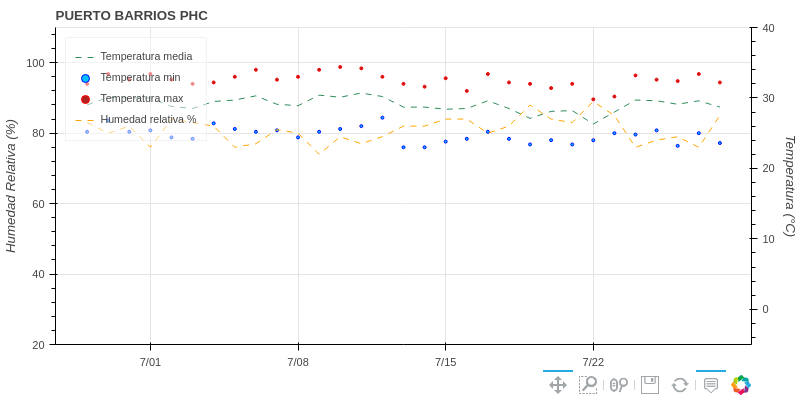 PUERTO BARRIOS PHC
Temperatura media
Temperatura min
Temperatura max
Humedad relativa %
Humedad Relativa (%)
100
80
60
40
20
40
30
20
10
0
Temperatura (°C)
7/01
7/08
7/15
7/22